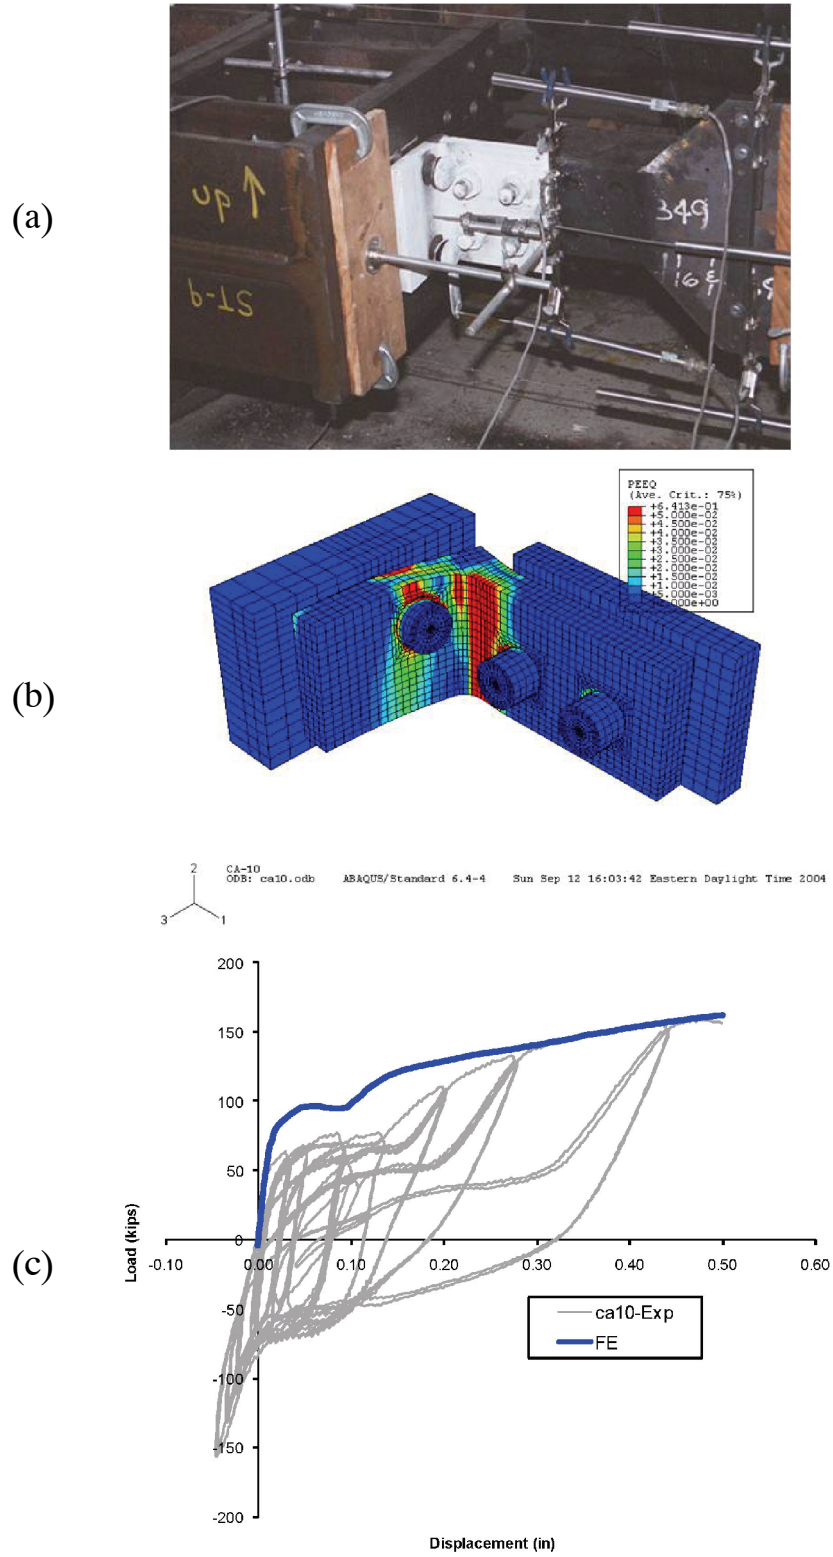 (a)
up ↑
ST-9
349
(b)
PEEQ
(Ave. Crit.: 75%)
+6.413e-01
+5.000e-02
+4.500e-02
+4.000e-02
+3.500e-02
+3.000e-02
+2.500e-02
+2.000e-02
+1.500e-02
+1.000e-02
+5.000e-03
2
3
1
CA-10
ODB: ca10.odb ABAQUS/Standard 6.4-4 Sun Sep 12 16:03:42 Eastern Daylight Time 2004
(c)
Load (kips)
200
150
100
50
0
-50
-100
-150
-200
-0.10 0.00 0.10 0.20 0.30 0.40 0.50 0.60
ca10-Exp
FE
Displacement (in)